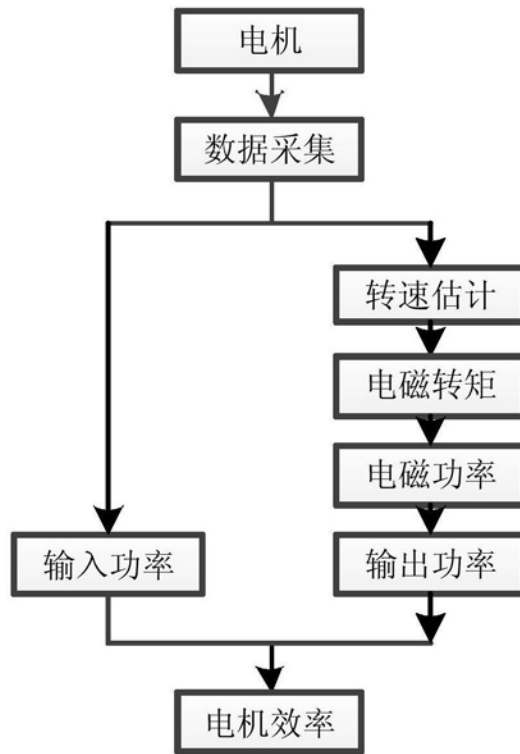 电机
数据采集
转速估计
电磁转矩
电磁功率
输入功率
输出功率
电机效率